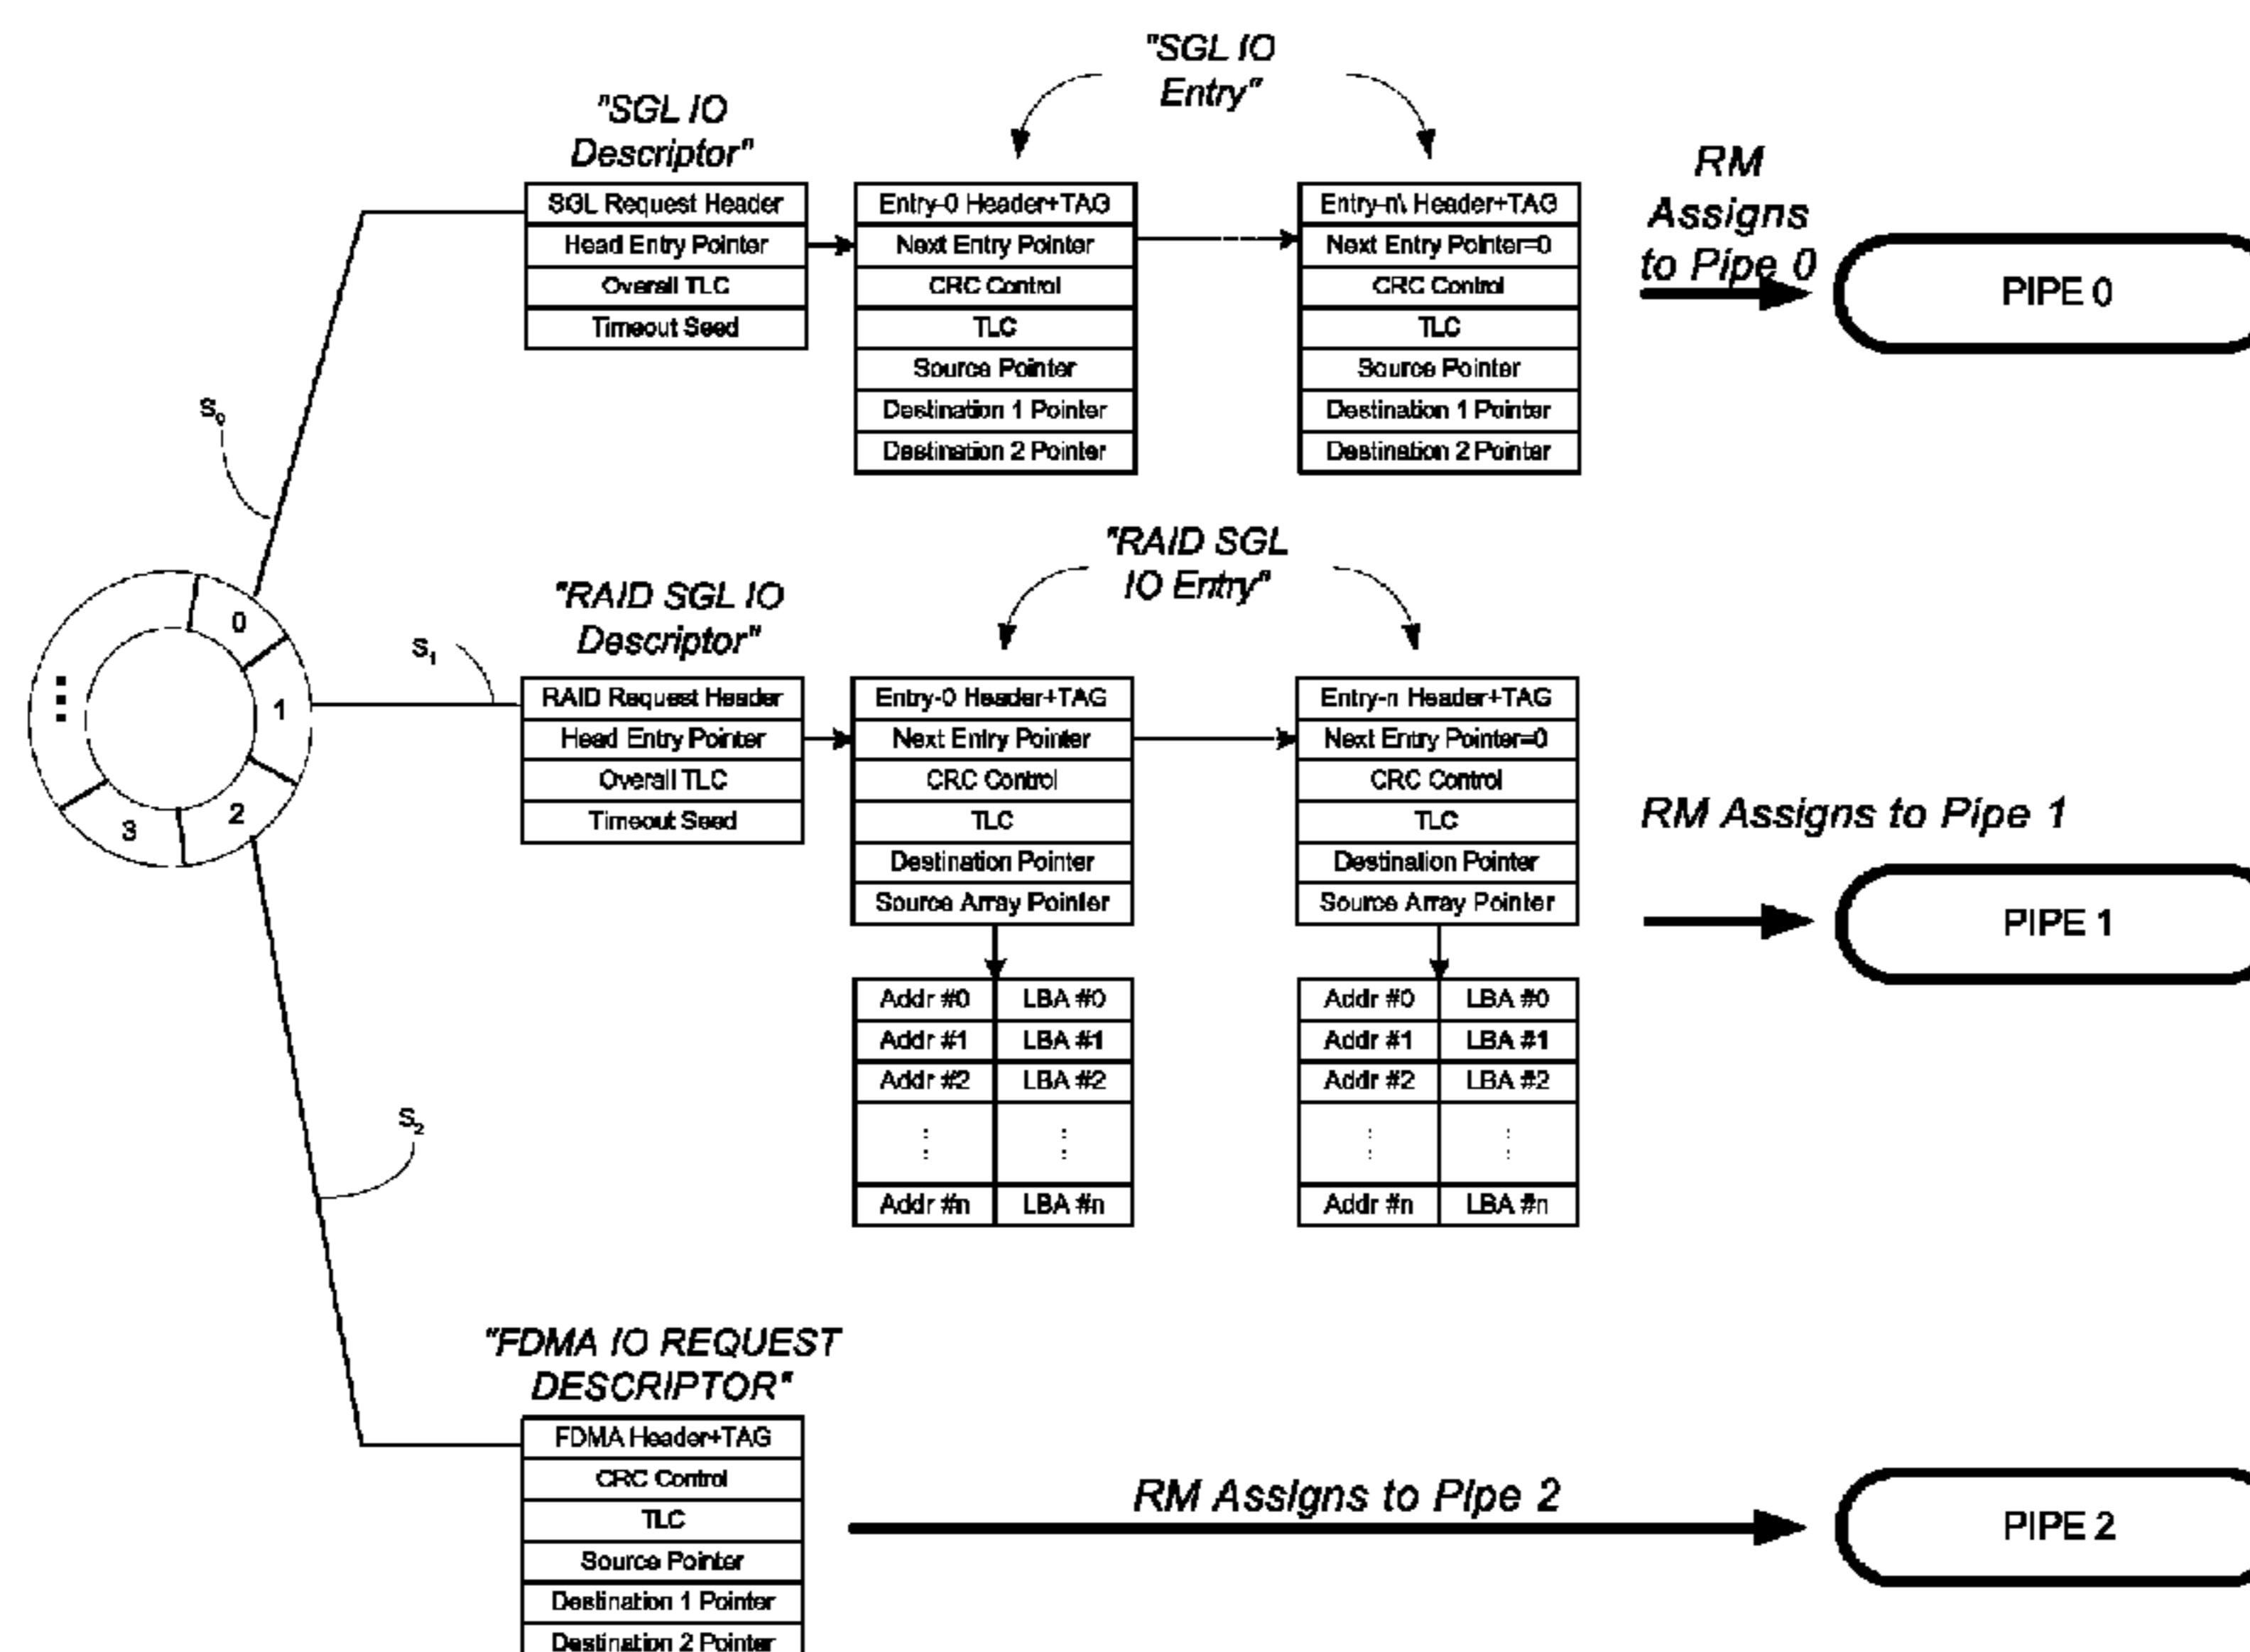 "SGL IO
Entry"
"SGL IO
Descriptor"
SGL Request Header
Head Entry Pointer
Overall TLC
Timeout Seed
Entry-0 Header+TAG
Next Entry Pointer
CRC Control
TLC
Source Pointer
Destination 1 Pointer
Destination 2 Pointer
Entry-n\ Header+TAG
Next Entry Pointer=0
CRC Control
TLC
Source Pointer
Destination 1 Pointer
Destination 2 Pointer
RM
Assigns
to Pipe 0
PIPE 0
S0
"RAID SGL
IO Entry"
"RAID SGL IO
Descriptor"
0
1
2
3
...
S1
RAID Request Header
Head Entry Pointer
Overall TLC
Timeout Seed
Entry-0 Header+TAG
Next Entry Pointer
CRC Control
TLC
Destination Pointer
Source Array Pointer
Addr #0 LBA #0
Addr #1 LBA #1
Addr #2 LBA #2
⋮ ⋮
Addr #n LBA #n
Entry-n Header+TAG
Next Entry Pointer=0
CRC Control
TLC
Destination Pointer
Source Array Pointer
Addr #0 LBA #0
Addr #1 LBA #1
Addr #2 LBA #2
⋮ ⋮
Addr #n LBA #n
RM Assigns to Pipe 1
PIPE 1
S2
"FDMA IO REQUEST
DESCRIPTOR"
FDMA Header+TAG
CRC Control
TLC
Source Pointer
Destination 1 Pointer
Destination 2 Pointer
RM Assigns to Pipe 2
PIPE 2